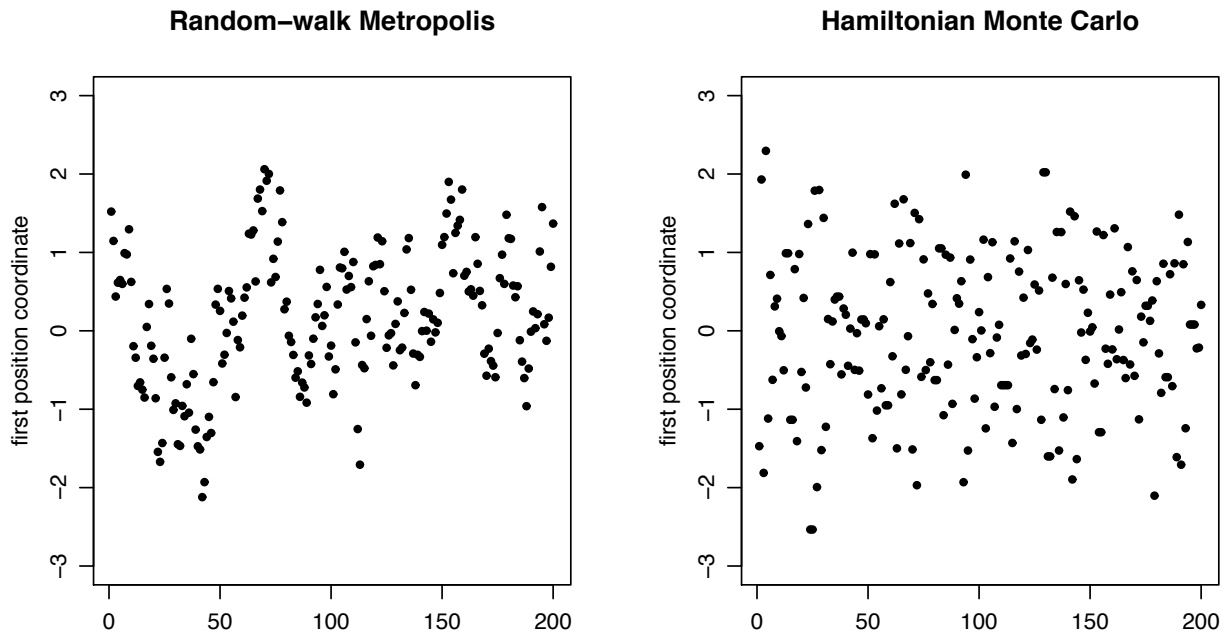 Random−walk Metropolis
first position coordinate
3
2
1
0
−1
−2
−3
0 50 100 150 200
Hamiltonian Monte Carlo
first position coordinate
3
2
1
0
−1
−2
−3
0 50 100 150 200